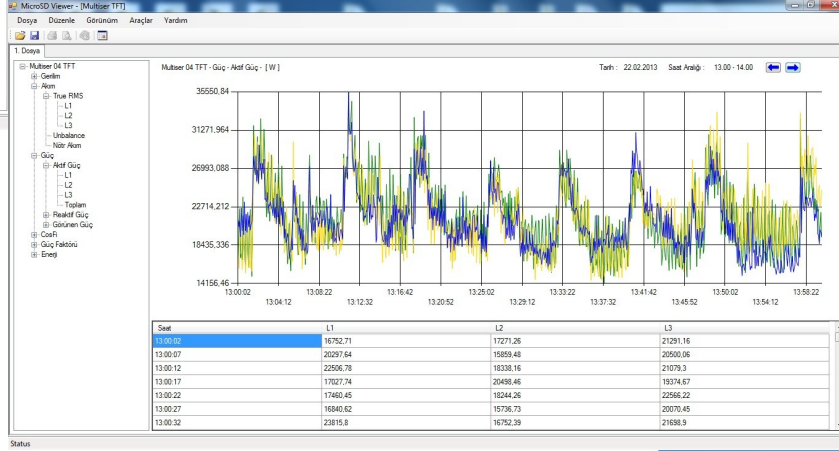 MicroSD Viewer - [Multiser TFT]
Dosya Düzenle Görünüm Araçlar Yardım
1. Dosya
Multiser 04 TFT
Gerilim
Akım
True RMS
L1
L2
L3
Unbalance
Nötr Akım
Güç
Aktif Güç
L1
L2
L3
Toplam
Reaktif Güç
Görünen Güç
CosFi
Güç Faktörü
Enerji
Multiser 04 TFT - Güç - Aktif Güç - [ W ]
Tarih : 22.02.2013 Saat Aralığı : 13.00 - 14.00
35550,84
31271,964
26993,088
22714,212
18435,336
14156,46
13:00:02 13:08:22 13:16:42 13:25:02 13:33:22 13:41:42 13:50:02 13:58:22
13:04:12 13:12:32 13:20:52 13:29:12 13:37:32 13:45:52 13:54:12
Saat L1 L2 L3
13:00:02 16752,71 17271,26 21291,16
13:00:07 20297,64 15859,48 20500,06
13:00:12 22506,78 18338,16 21079,3
13:00:17 17027,74 20498,46 19374,67
13:00:22 17460,45 18244,26 22566,22
13:00:27 16840,62 15736,73 20070,45
13:00:32 23815,8 16752,39 21698,9
Status